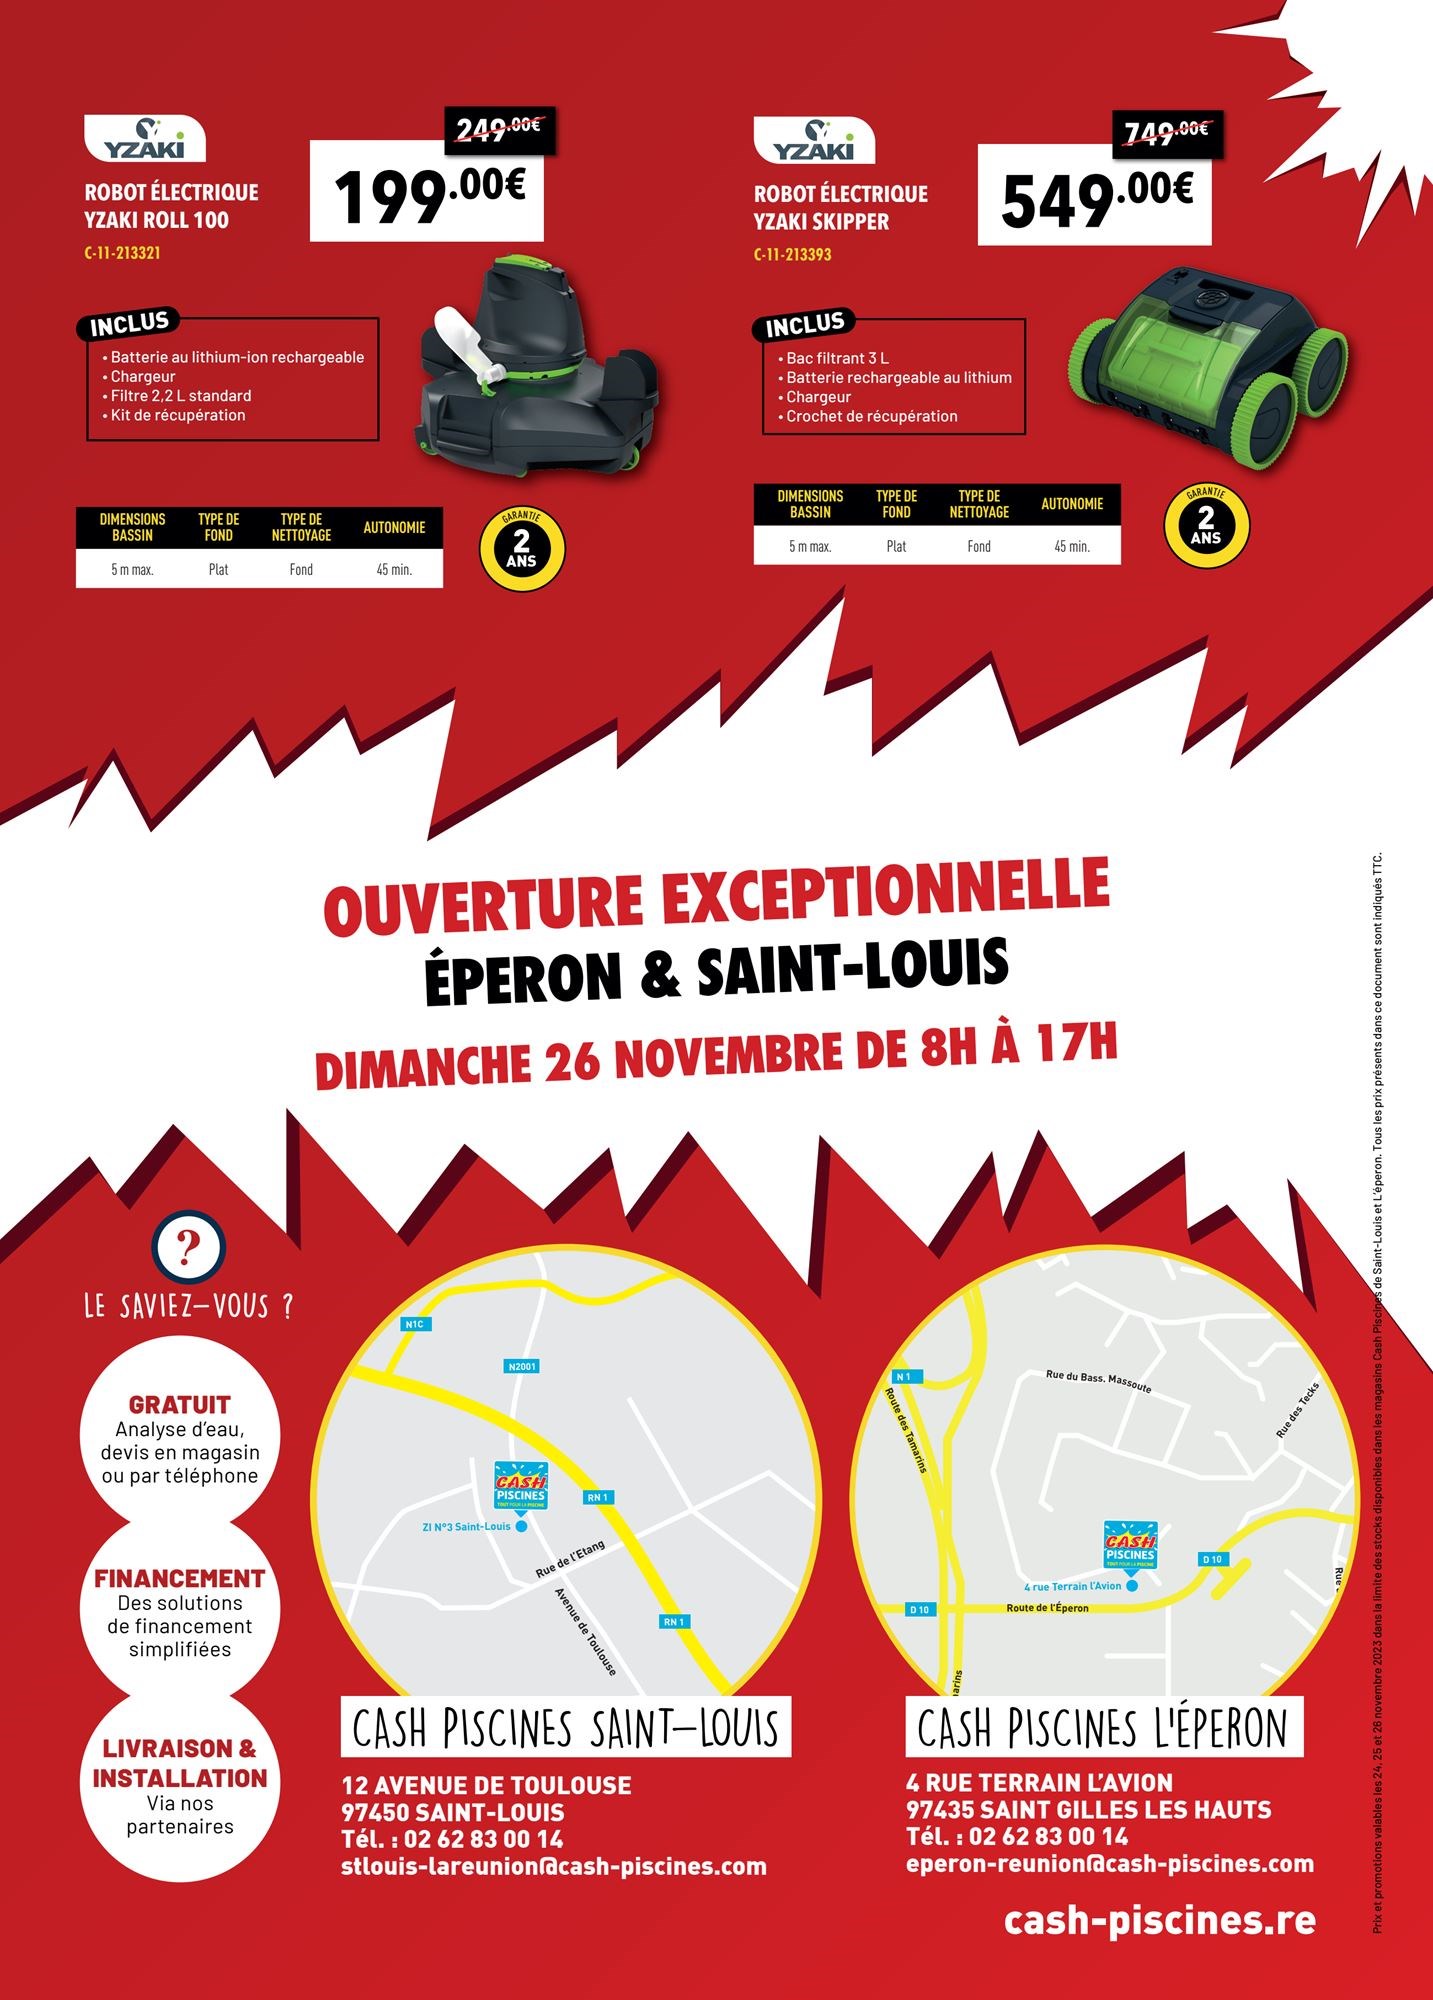 YZAKI
ROBOT ÉLECTRIQUE
YZAKI ROLL 100
C-11-213321
249.00€
199.00€
INCLUS
• Batterie au lithium-ion rechargeable
• Chargeur
• Filtre 2,2 L standard
• Kit de récupération
DIMENSIONS BASSIN TYPE DE FOND TYPE DE NETTOYAGE AUTONOMIE
5 m max. Plat Fond 45 min.
GARANTIE
2
ANS
YZAKI
ROBOT ÉLECTRIQUE
YZAKI SKIPPER
C-11-213393
749.00€
549.00€
INCLUS
• Bac filtrant 3 L
• Batterie rechargeable au lithium
• Chargeur
• Crochet de récupération
DIMENSIONS BASSIN TYPE DE FOND TYPE DE NETTOYAGE AUTONOMIE
5 m max. Plat Fond 45 min.
GARANTIE
2
ANS
OUVERTURE EXCEPTIONNELLE
ÉPERON & SAINT-LOUIS
DIMANCHE 26 NOVEMBRE DE 8H À 17H
?
LE SAVIEZ-VOUS ?
GRATUIT
Analyse d'eau,
devis en magasin
ou par téléphone
FINANCEMENT
Des solutions
de financement
simplifiées
LIVRAISON &
INSTALLATION
Via nos
partenaires
N1C
N2001
CASH
PISCINES
TOUT POUR LA PISCINE
RN 1
ZI N°3 Saint-Louis
Rue de l'Etang
Avenue de Toulouse
RN 1
CASH PISCINES SAINT-LOUIS
12 AVENUE DE TOULOUSE
97450 SAINT-LOUIS
Tél. : 02 62 83 00 14
stlouis-lareunion@cash-piscines.com
N 1
Route des Tamarins
Rue du Bass. Massoute
Rue des Tecks
CASH
PISCINES
TOUT POUR LA PISCINE
D 10
4 rue Terrain l'Avion
D 10
Route de l'Éperon
Rue
arins
CASH PISCINES L'ÉPERON
4 RUE TERRAIN L'AVION
97435 SAINT GILLES LES HAUTS
Tél. : 02 62 83 00 14
eperon-reunion@cash-piscines.com
cash-piscines.re
Prix et promotions valables les 24, 25 et 26 novembre 2023 dans la limite des stocks disponibles dans les magasins Cash Piscines de Saint-Louis et L'éperon. Tous les prix présents dans ce document sont indiqués TTC.